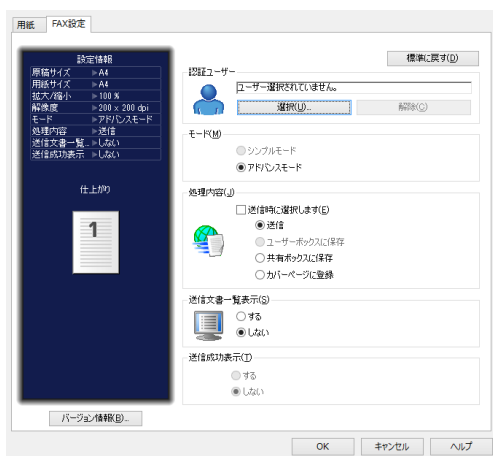 用紙 FAX設定
設定情報
原稿サイズ ▶A4
用紙サイズ ▶A4
拡大/縮小 ▶100 %
解像度 ▶200 x 200 dpi
モード ▶アドバンスモード
処理内容 ▶送信
送信文書一覧... ▶しない
送信成功表示 ▶しない
仕上がり
1
バージョン情報(B)...
標準に戻す(D)
認証ユーザー
ユーザー選択されていません。
選択(U)...
解除(C)
モード(M)
シンプルモード
アドバンスモード
処理内容(J)
送信時に選択します(E)
送信
ユーザーボックスに保存
共有ボックスに保存
カバーページに登録
送信文書一覧表示(S)
する
しない
送信成功表示(T)
する
しない
OK キャンセル ヘルプ